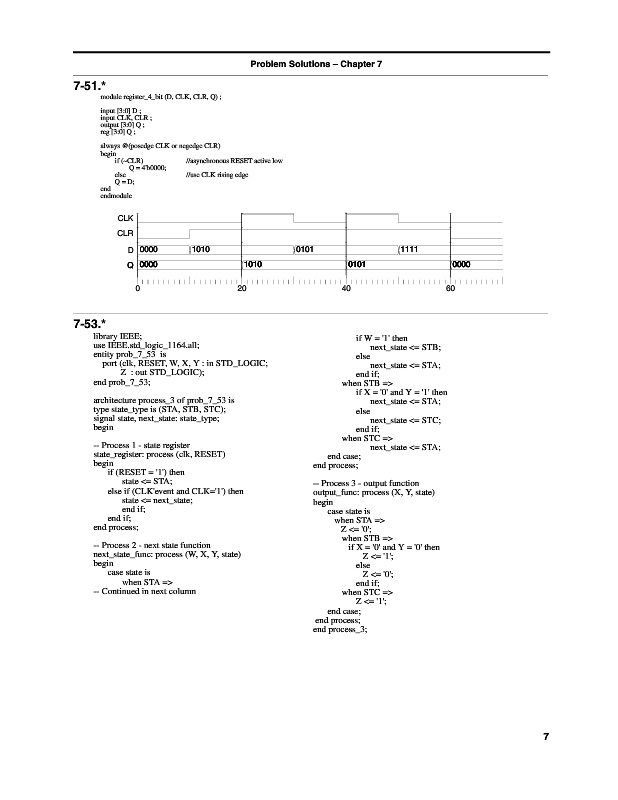 Problem Solutions – Chapter 7
7-51.*
module register_4_bit (D, CLK, CLR, Q) ;
input [3:0] D ;
input CLK, CLR ;
output [3:0] Q ;
reg [3:0] Q ;
always @(posedge CLK or negedge CLR)
begin
if (~CLR) //asynchronous RESET active low
Q = 4'b0000;
else //use CLK rising edge
Q = D;
end
endmodule
CLK
CLR
D 0000 1010 0101 1111
Q 0000 1010 0101 0000
0 20 40 60
7-53.*
library IEEE;
use IEEE.std_logic_1164.all;
entity prob_7_53 is
port (clk, RESET, W, X, Y : in STD_LOGIC;
Z : out STD_LOGIC);
end prob_7_53;
architecture process_3 of prob_7_53 is
type state_type is (STA, STB, STC);
signal state, next_state: state_type;
begin
-- Process 1 - state register
state_register: process (clk, RESET)
begin
if (RESET = '1') then
state <= STA;
else if (CLK'event and CLK='1') then
state <= next_state;
end if;
end if;
end process;
-- Process 2 - next state function
next_state_func: process (W, X, Y, state)
begin
case state is
when STA =>
-- Continued in next column
if W = '1' then
next_state <= STB;
else
next_state <= STA;
end if;
when STB =>
if X = '0' and Y = '1' then
next_state <= STA;
else
next_state <= STC;
end if;
when STC =>
next_state <= STA;
end case;
end process;
-- Process 3 - output function
output_func: process (X, Y, state)
begin
case state is
when STA =>
Z <= '0';
when STB =>
if X = '0' and Y = '0' then
Z <= '1';
else
Z <= '0';
end if;
when STC =>
Z <= '1';
end case;
end process;
end process_3;
7